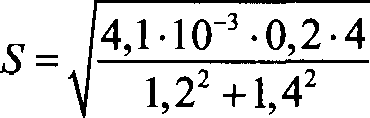 S = √((4,1·10⁻³·0,2·4)/(1,2² + 1,4²))